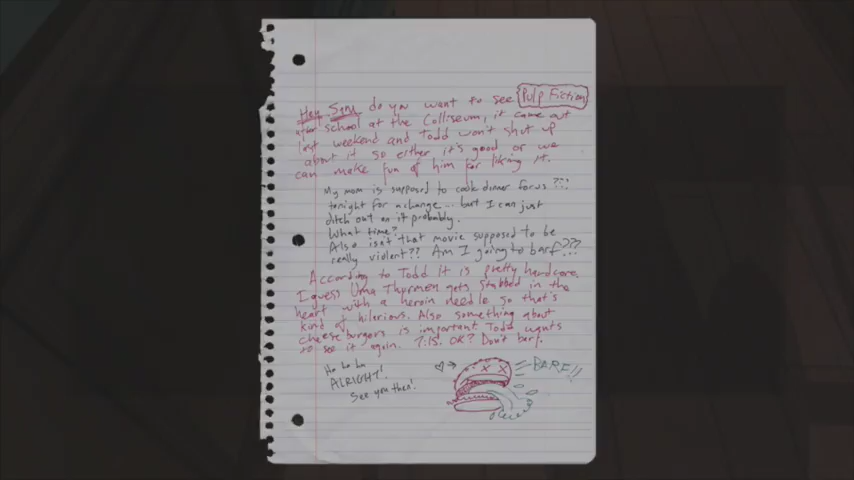 Hey Sam do you want to see Pulp Fiction
after school at the Colliseum, it came out
last weekend and Todd won't shut up
about it so either it's good or we
can make fun of him for liking it.
My mom is supposed to cook dinner for us ???
tonight for a change... but I can just
ditch out on it probably.
What time?
Also isn't that movie supposed to be
really violent?? Am I going to barf???
According to Todd It is pretty hardcore.
I guess Uma Thurmen gets stabbed in the
heart with a heroin needle so that's
kind of hilarious. Also something about
cheeseburgers is important. Todd wants
to see it again. 7:15. OK? Don't barf.
Ha ha ha
ALRIGHT!
See you then!
BARF!!